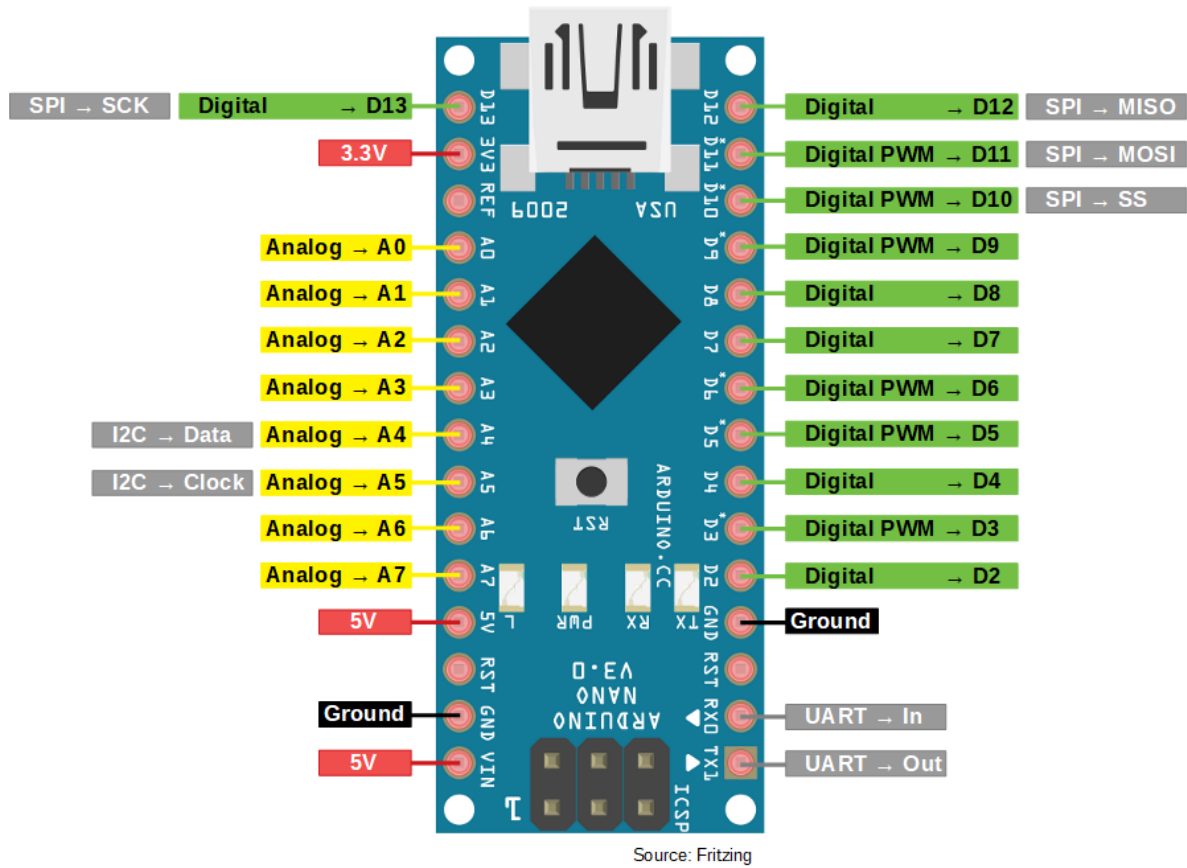 SPI → SCK
Digital → D13
3.3V
Analog → A0
Analog → A1
Analog → A2
Analog → A3
I2C → Data
Analog → A4
I2C → Clock
Analog → A5
Analog → A6
Analog → A7
5V
Ground
5V
D13
3V3
REF
A0
A1
A2
A3
A4
A5
A6
A7
5V
RST
GND
VIN
2009
USA
RST
ARDUINO.CC
L
PWR
RX
TX
ARDUINO
NANO
V3.0
1
ICSP
D12
D11*
D10*
D9*
D8
D7
D6*
D5*
D4
D3*
D2
GND
RST
RX0
TX1
Digital → D12
SPI → MISO
Digital PWM → D11
SPI → MOSI
Digital PWM → D10
SPI → SS
Digital PWM → D9
Digital → D8
Digital → D7
Digital PWM → D6
Digital PWM → D5
Digital → D4
Digital PWM → D3
Digital → D2
Ground
UART → In
UART → Out
Source: Fritzing